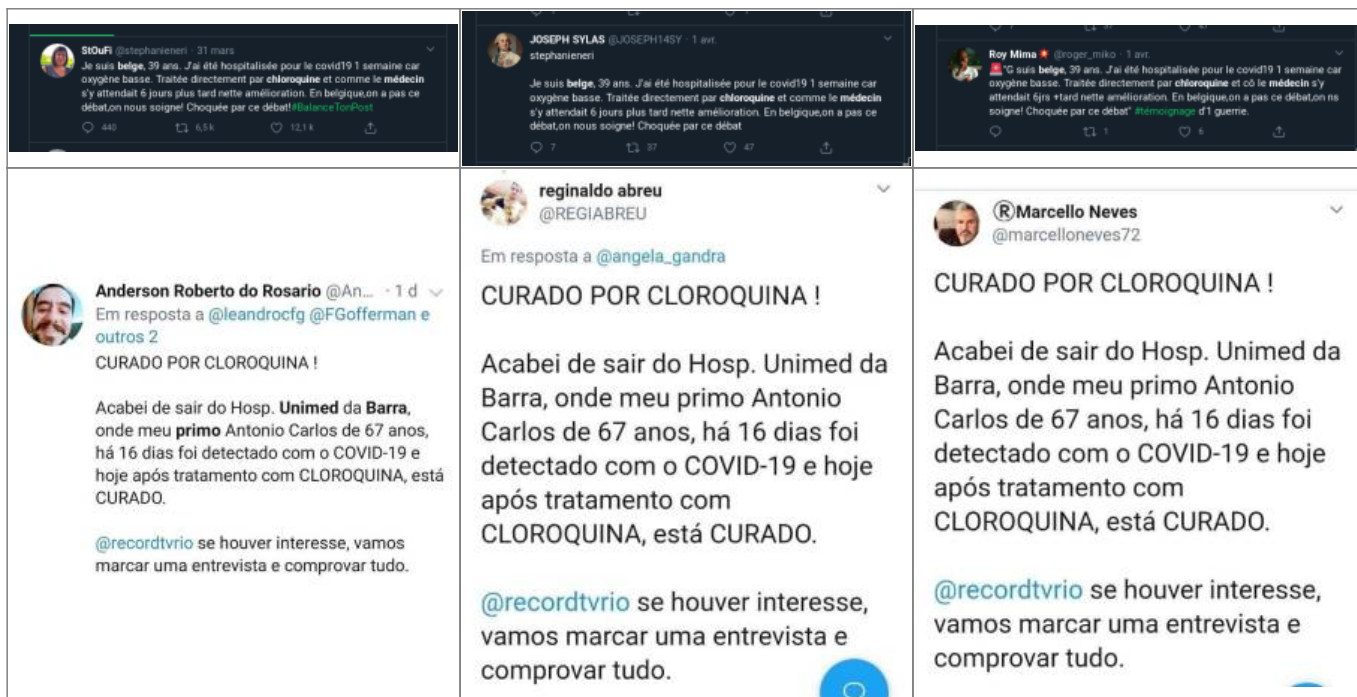 StOuFi @stephanieneri · 31 mars
Je suis belge, 39 ans. J'ai été hospitalisée pour le covid19 1 semaine car
oxygène basse. Traitée directement par chloroquine et comme le médecin
s'y attendait 6 jours plus tard nette amélioration. En belgique,on a pas ce
débat,on nous soigne! Choquée par ce débat!#BalanceTonPost
440 6,5k 12,1k
JOSEPH SYLAS @JOSEPH14SY · 1 avr.
stephanieneri
Je suis belge, 39 ans. J'ai été hospitalisée pour le covid19 1 semaine car
oxygène basse. Traitée directement par chloroquine et comme le médecin
s'y attendait 6 jours plus tard nette amélioration. En belgique,on a pas ce
débat,on nous soigne! Choquée par ce débat
7 37 47
Roy Mima @roger_miko · 1 avr.
"G suis belge, 39 ans. J'ai été hospitalisée pour le covid19 1 semaine car
oxygène basse. Traitée directement par chloroquine et cô le médecin s'y
attendait 6jrs +tard nette amélioration. En belgique,on a pas ce débat,on ns
soigne! Choquée par ce débat" #témoignage d'1 guerrie.
1 6
Anderson Roberto do Rosario @An... · 1 d
Em resposta a @leandrocfg @FGofferman e
outros 2
CURADO POR CLOROQUINA !
Acabei de sair do Hosp. Unimed da Barra,
onde meu primo Antonio Carlos de 67 anos,
há 16 dias foi detectado com o COVID-19 e
hoje após tratamento com CLOROQUINA, está
CURADO.
@recordtvrio se houver interesse, vamos
marcar uma entrevista e comprovar tudo.
reginaldo abreu
@REGIABREU
Em resposta a @angela_gandra
CURADO POR CLOROQUINA !
Acabei de sair do Hosp. Unimed da
Barra, onde meu primo Antonio
Carlos de 67 anos, há 16 dias foi
detectado com o COVID-19 e hoje
após tratamento com
CLOROQUINA, está CURADO.
@recordtvrio se houver interesse,
vamos marcar uma entrevista e
comprovar tudo.
®Marcello Neves
@marcelloneves72
CURADO POR CLOROQUINA !
Acabei de sair do Hosp. Unimed da
Barra, onde meu primo Antonio
Carlos de 67 anos, há 16 dias foi
detectado com o COVID-19 e hoje
após tratamento com
CLOROQUINA, está CURADO.
@recordtvrio se houver interesse,
vamos marcar uma entrevista e
comprovar tudo.